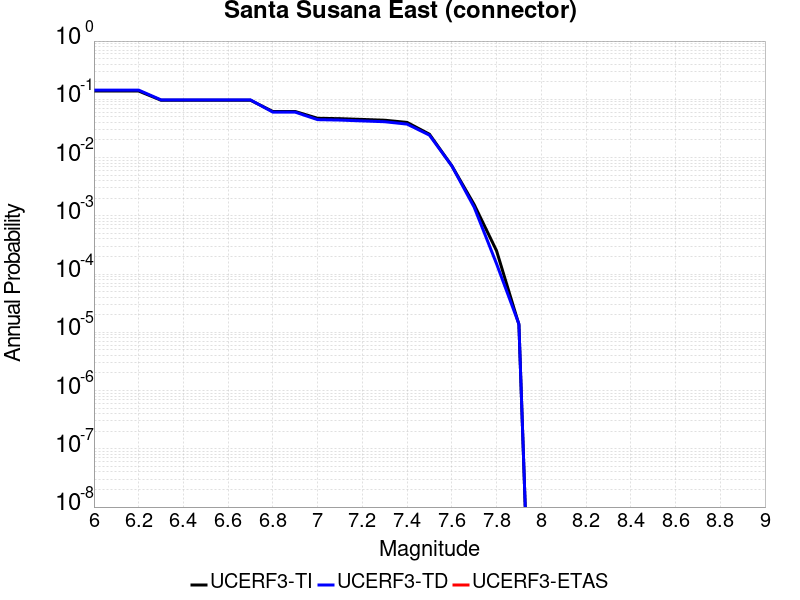 Santa Susana East (connector)
10^0
10^-1
10^-2
10^-3
10^-4
10^-5
10^-6
10^-7
10^-8
Annual Probability
6 6.2 6.4 6.6 6.8 7 7.2 7.4 7.6 7.8 8 8.2 8.4 8.6 8.8 9
Magnitude
UCERF3-TI UCERF3-TD UCERF3-ETAS